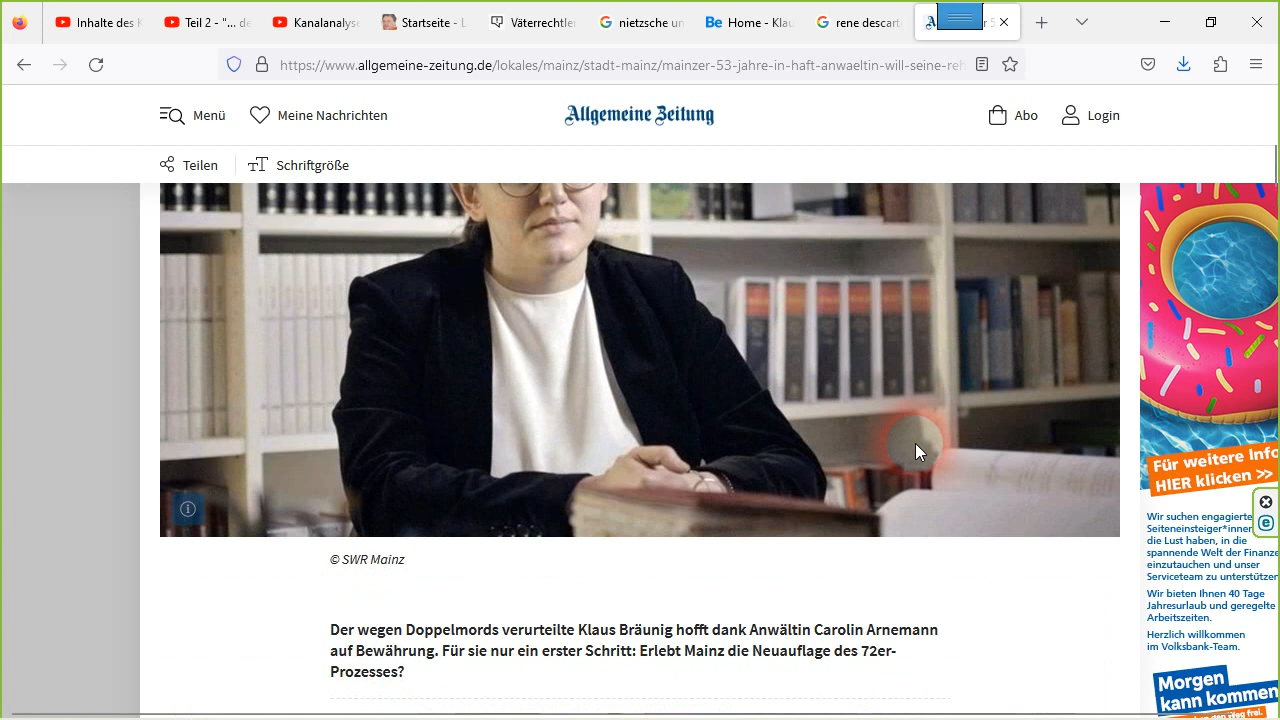 Inhalte des K
Teil 2 - "... de
Kanalanalyse
Startseite - L
Väterrechtle
nietzsche un
Home - Klau
rene descart
https://www.allgemeine-zeitung.de/lokales/mainz/stadt-mainz/mainzer-53-jahre-in-haft-anwaeltin-will-seine-reh
Menü
Meine Nachrichten
Allgemeine Zeitung
Abo
Login
Teilen
Schriftgröße
© SWR Mainz
Der wegen Doppelmords verurteilte Klaus Bräunig hofft dank Anwältin Carolin Arnemann
auf Bewährung. Für sie nur ein erster Schritt: Erlebt Mainz die Neuauflage des 72er-
Prozesses?
Für weitere Info
HIER klicken >>
Wir suchen engagierte
Seiteneinsteiger*innen
die Lust haben, in die
spannende Welt der Finanze
einzutauchen und unser
Serviceteam zu unterstützen
Wir bieten Ihnen 40 Tage
Jahresurlaub und geregelte
Arbeitszeiten.
Herzlich willkommen
im Volksbank-Team.
Morgen
kann kommen